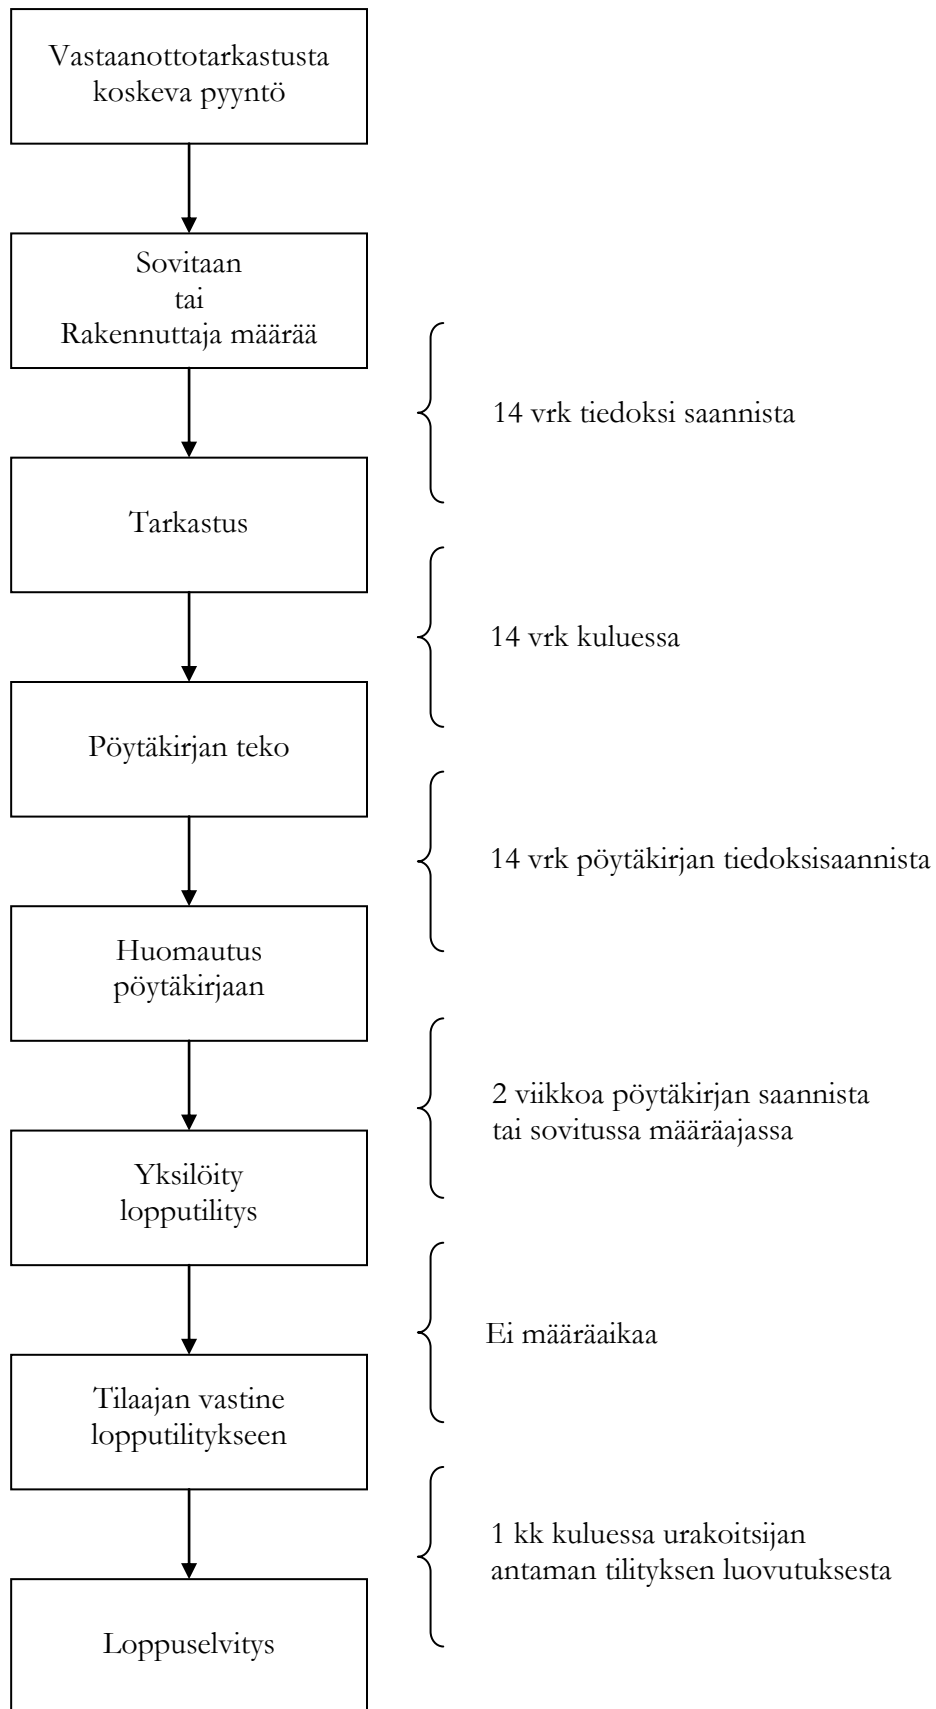 Vastaanottotarkastusta
koskeva pyyntö
Sovitaan
tai
Rakennuttaja määrää
14 vrk tiedoksi saannista
Tarkastus
14 vrk kuluessa
Pöytäkirjan teko
14 vrk pöytäkirjan tiedoksisaannista
Huomautus
pöytäkirjaan
2 viikkoa pöytäkirjan saannista
tai sovitussa määräajassa
Yksilöity
lopputilitys
Ei määräaikaa
Tilaajan vastine
lopputilitykseen
1 kk kuluessa urakoitsijan
antaman tilityksen luovutuksesta
Loppuselvitys